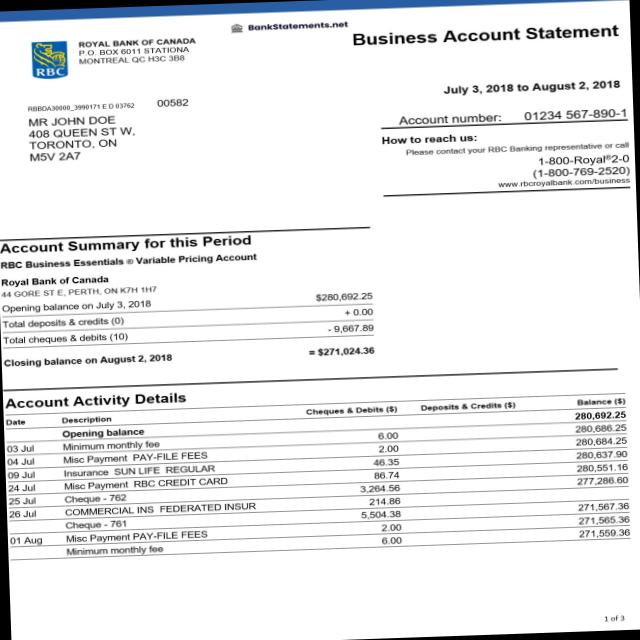 BankStatements.net
ROYAL BANK OF CANADA
P.O. BOX 6011 STATIONA
MONTREAL QC H3C 3B8
RBC
Business Account Statement
July 3, 2018 to August 2, 2018
RBBDA30000_3990171 E D 03762 00582
MR JOHN DOE
408 QUEEN ST W,
TORONTO, ON
M5V 2A7
Account number: 01234 567-890-1
How to reach us:
Please contact your RBC Banking representative or call
1-800-Royal®2-0
(1-800-769-2520)
www.rbcroyalbank.com/business
Account Summary for this Period
RBC Business Essentials ® Variable Pricing Account
Royal Bank of Canada
44 GORE ST E, PERTH, ON K7H 1H7
Opening balance on July 3, 2018 $280,692.25
Total deposits & credits (0) + 0.00
Total cheques & debits (10) - 9,667.89
Closing balance on August 2, 2018 = $271,024.36
Account Activity Details
Date Description Cheques & Debits ($) Deposits & Credits ($) Balance ($)
Opening balance 280,692.25
03 Jul Minimum monthly fee 6.00 280,686.25
04 Jul Misc Payment PAY-FILE FEES 2.00 280,684.25
09 Jul Insurance SUN LIFE REGULAR 46.35 280,637.90
24 Jul Misc Payment RBC CREDIT CARD 86.74 280,551.16
25 Jul Cheque - 762 3,264.56 277,286.60
26 Jul COMMERCIAL INS FEDERATED INSUR 214.86
Cheque - 761 5,504.38 271,567.36
01 Aug Misc Payment PAY-FILE FEES 2.00 271,565.36
Minimum monthly fee 6.00 271,559.36
1 of 3